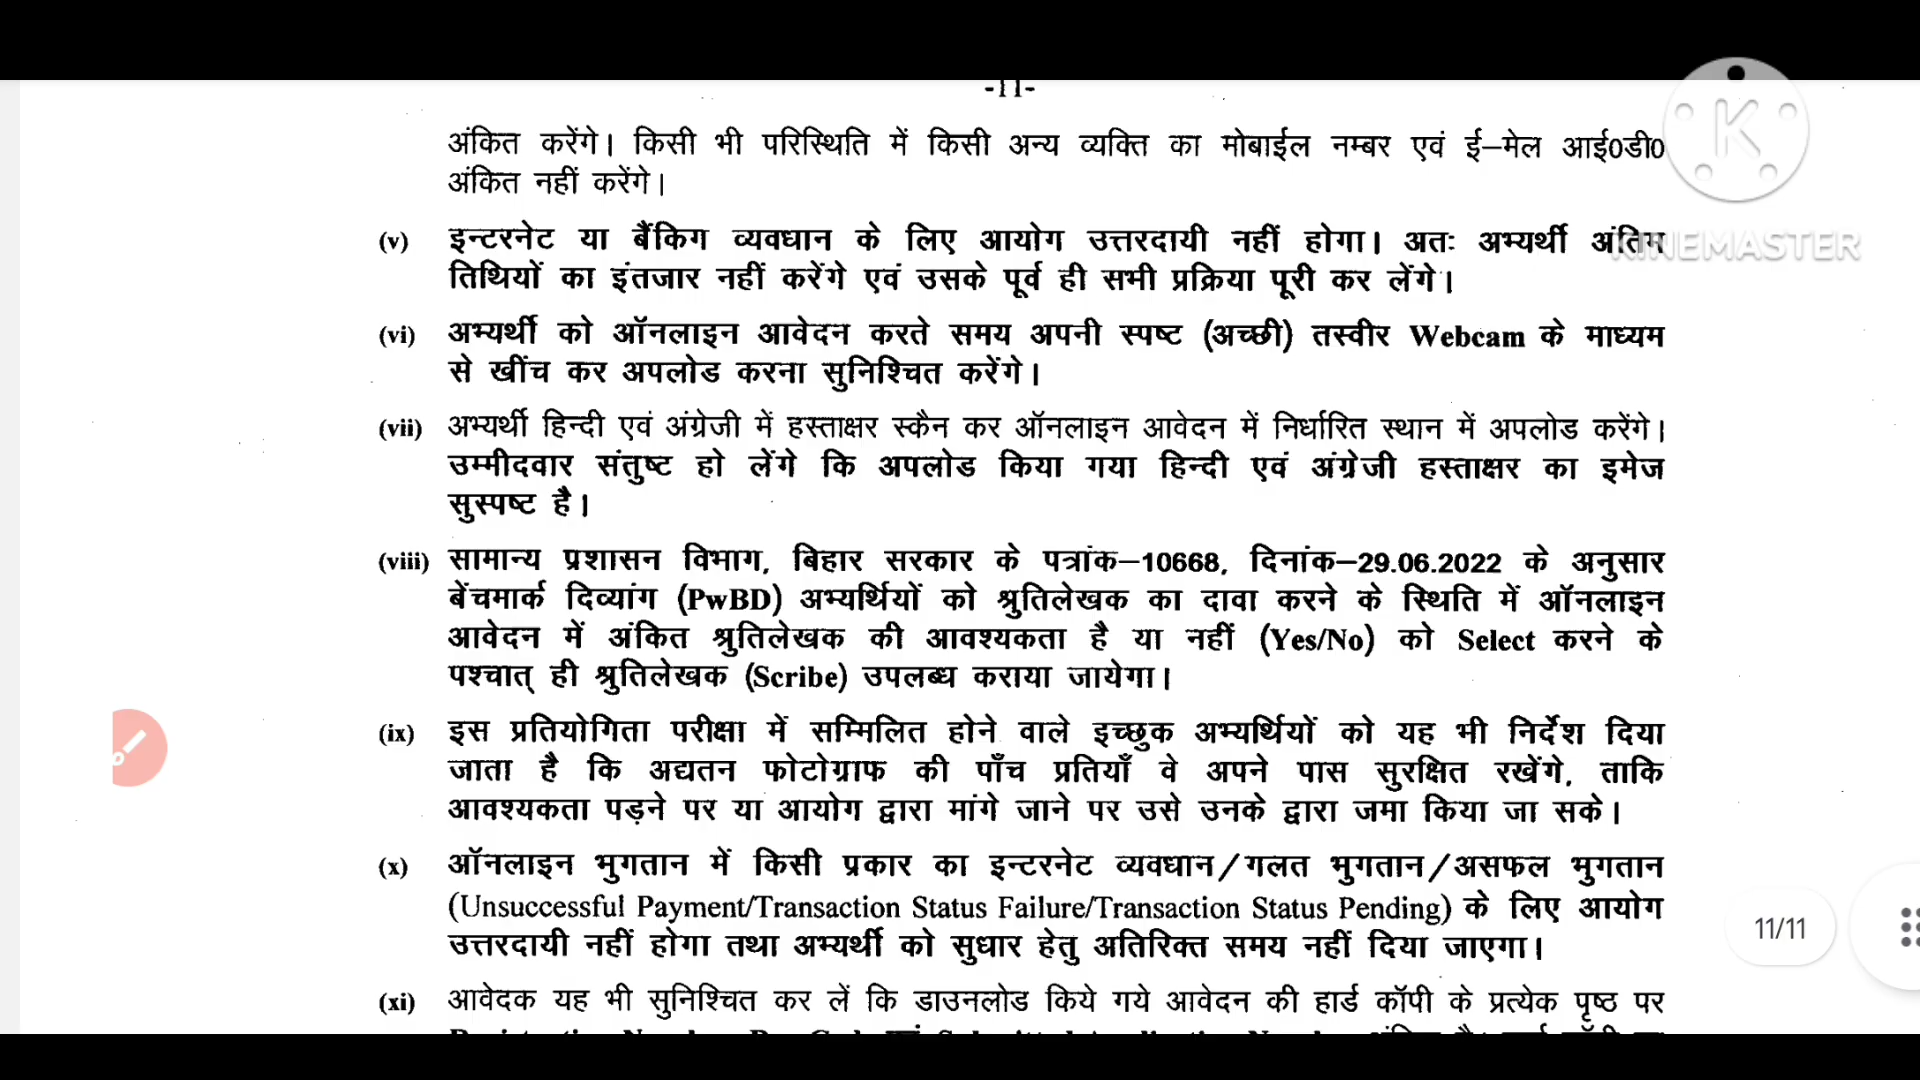 -11-
अंकित करेंगे। किसी भी परिस्थिति में किसी अन्य व्यक्ति का मोबाईल नम्बर एवं ई–मेल आई0डी0
अंकित नहीं करेंगे।
(v) इन्टरनेट या बैंकिग व्यवधान के लिए आयोग उत्तरदायी नहीं होगा। अतः अभ्यर्थी अंतिम
तिथियों का इंतजार नहीं करेंगे एवं उसके पूर्व ही सभी प्रक्रिया पूरी कर लेंगे।
(vi) अभ्यर्थी को ऑनलाइन आवेदन करते समय अपनी स्पष्ट (अच्छी) तस्वीर Webcam के माध्यम
से खींच कर अपलोड करना सुनिश्चित करेंगे।
(vii) अभ्यर्थी हिन्दी एवं अंग्रेजी में हस्ताक्षर स्कैन कर ऑनलाइन आवेदन में निर्धारित स्थान में अपलोड करेंगे।
उम्मीदवार संतुष्ट हो लेंगे कि अपलोड किया गया हिन्दी एवं अंग्रेजी हस्ताक्षर का इमेज
सुस्पष्ट है।
(viii) सामान्य प्रशासन विभाग, बिहार सरकार के पत्रांक–10668, दिनांक–29.06.2022 के अनुसार
बेंचमार्क दिव्यांग (PwBD) अभ्यर्थियों को श्रुतिलेखक का दावा करने के स्थिति में ऑनलाइन
आवेदन में अंकित श्रुतिलेखक की आवश्यकता है या नहीं (Yes/No) को Select करने के
पश्चात् ही श्रुतिलेखक (Scribe) उपलब्ध कराया जायेगा।
(ix) इस प्रतियोगिता परीक्षा में सम्मिलित होने वाले इच्छुक अभ्यर्थियों को यह भी निर्देश दिया
जाता है कि अद्यतन फोटोग्राफ की पाँच प्रतियाँ वे अपने पास सुरक्षित रखेंगे, ताकि
आवश्यकता पड़ने पर या आयोग द्वारा मांगे जाने पर उसे उनके द्वारा जमा किया जा सके।
(x) ऑनलाइन भुगतान में किसी प्रकार का इन्टरनेट व्यवधान/गलत भुगतान/असफल भुगतान
(Unsuccessful Payment/Transaction Status Failure/Transaction Status Pending) के लिए आयोग
उत्तरदायी नहीं होगा तथा अभ्यर्थी को सुधार हेतु अतिरिक्त समय नहीं दिया जाएगा।
(xi) आवेदक यह भी सुनिश्चित कर लें कि डाउनलोड किये गये आवेदन की हार्ड कॉपी के प्रत्येक पृष्ठ पर
K
KINEMASTER
11/11